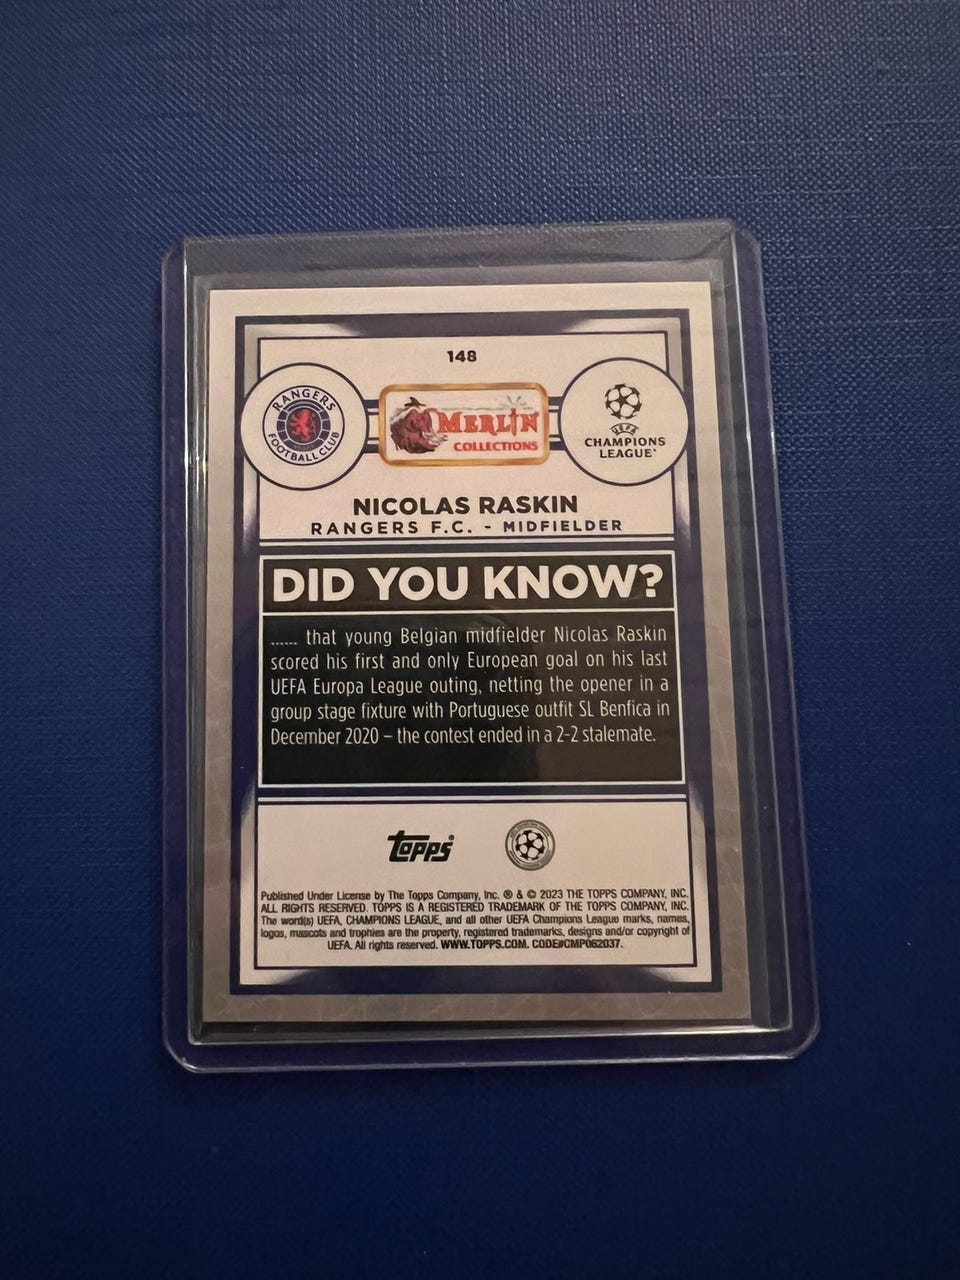 148
RANGERS
FOOTBALL CLUB
MERLIN
COLLECTIONS
UEFA
CHAMPIONS
LEAGUE
NICOLAS RASKIN
RANGERS F.C. - MIDFIELDER
DID YOU KNOW?
...... that young Belgian midfielder Nicolas Raskin
scored his first and only European goal on his last
UEFA Europa League outing, netting the opener in a
group stage fixture with Portuguese outfit SL Benfica in
December 2020 – the contest ended in a 2-2 stalemate.
Topps®
Published Under License by The Topps Company, Inc. ® & © 2023 THE TOPPS COMPANY, INC.
ALL RIGHTS RESERVED. TOPPS IS A REGISTERED TRADEMARK OF THE TOPPS COMPANY, INC.
The word(s) UEFA, CHAMPIONS LEAGUE, and all other UEFA Champions League marks, names,
logos, mascots and trophies are the property, registered trademarks, designs and/or copyright of
UEFA. All rights reserved. WWW.TOPPS.COM. CODE#CMP062037.